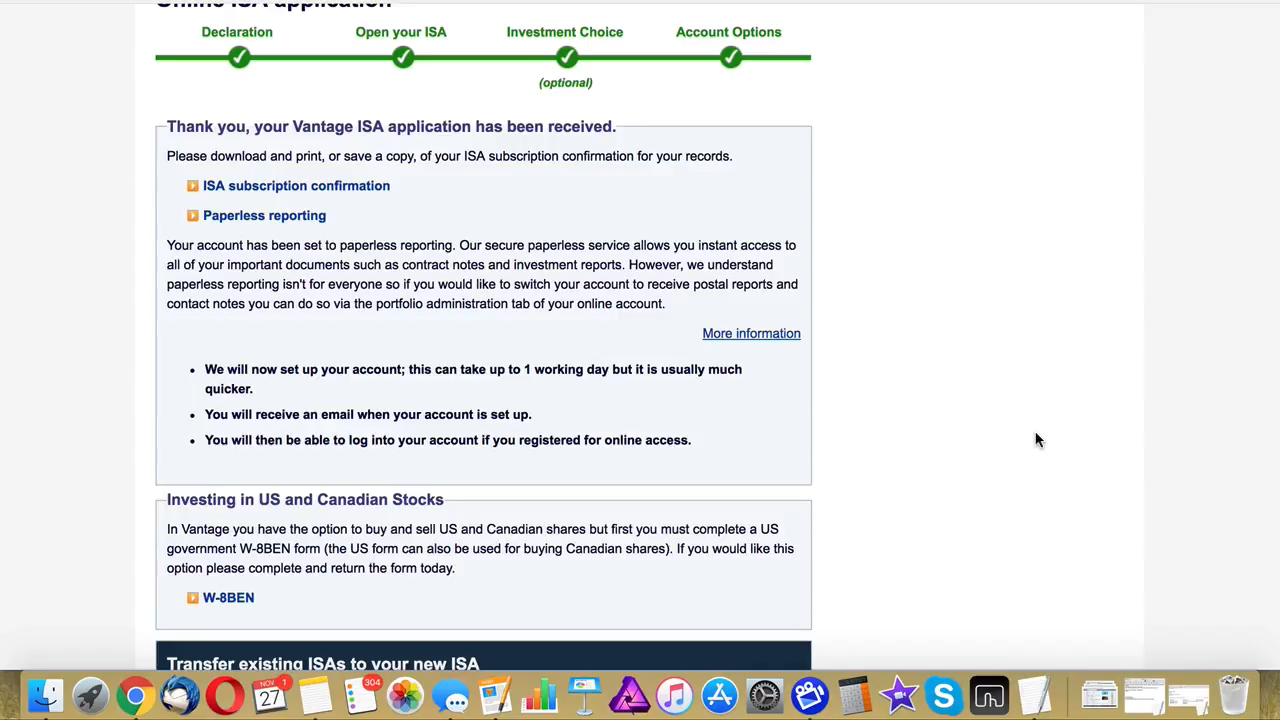 Online ISA application
Declaration
Open your ISA
Investment Choice
Account Options
(optional)
Thank you, your Vantage ISA application has been received.
Please download and print, or save a copy, of your ISA subscription confirmation for your records.
ISA subscription confirmation
Paperless reporting
Your account has been set to paperless reporting. Our secure paperless service allows you instant access to
all of your important documents such as contract notes and investment reports. However, we understand
paperless reporting isn't for everyone so if you would like to switch your account to receive postal reports and
contact notes you can do so via the portfolio administration tab of your online account.
More information
• We will now set up your account; this can take up to 1 working day but it is usually much
quicker.
• You will receive an email when your account is set up.
• You will then be able to log into your account if you registered for online access.
Investing in US and Canadian Stocks
In Vantage you have the option to buy and sell US and Canadian shares but first you must complete a US
government W-8BEN form (the US form can also be used for buying Canadian shares). If you would like this
option please complete and return the form today.
W-8BEN
Transfer existing ISAs to your new ISA
NOV 1
27
304